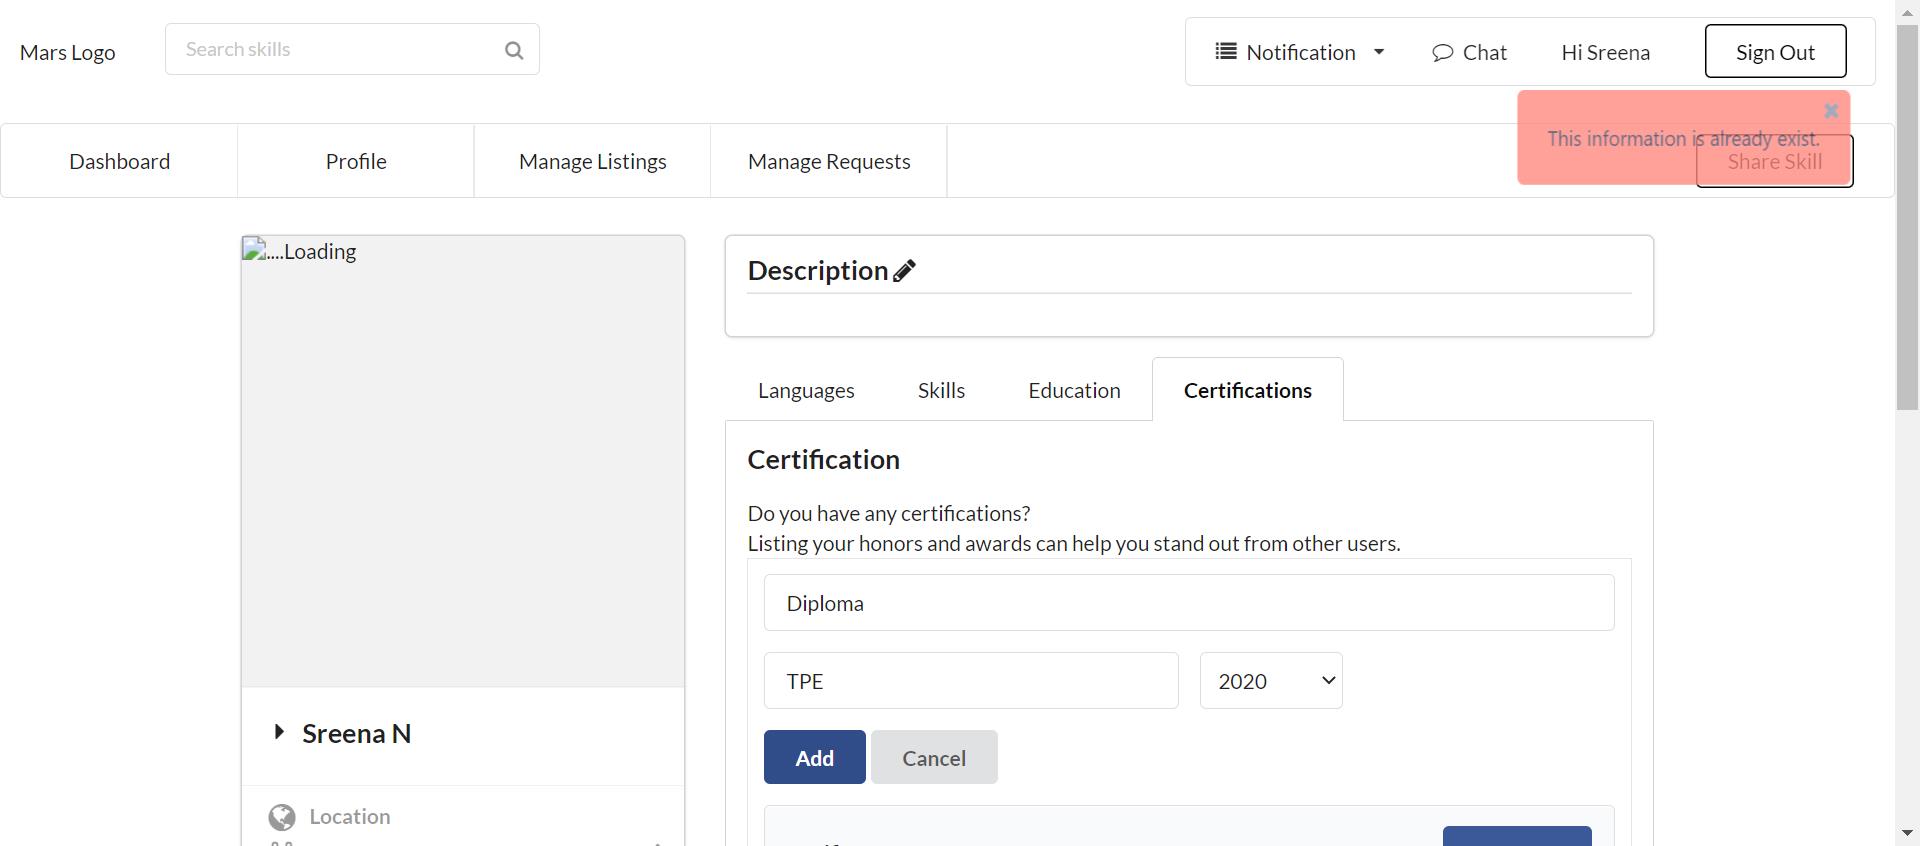 Mars Logo
Search skills
Notification
Chat
Hi Sreena
Sign Out
This information is already exist.
Dashboard
Profile
Manage Listings
Manage Requests
Share Skill
....Loading
Description
Languages
Skills
Education
Certifications
Certification
Do you have any certifications?
Listing your honors and awards can help you stand out from other users.
Diploma
TPE
2020
Add
Cancel
Sreena N
Location